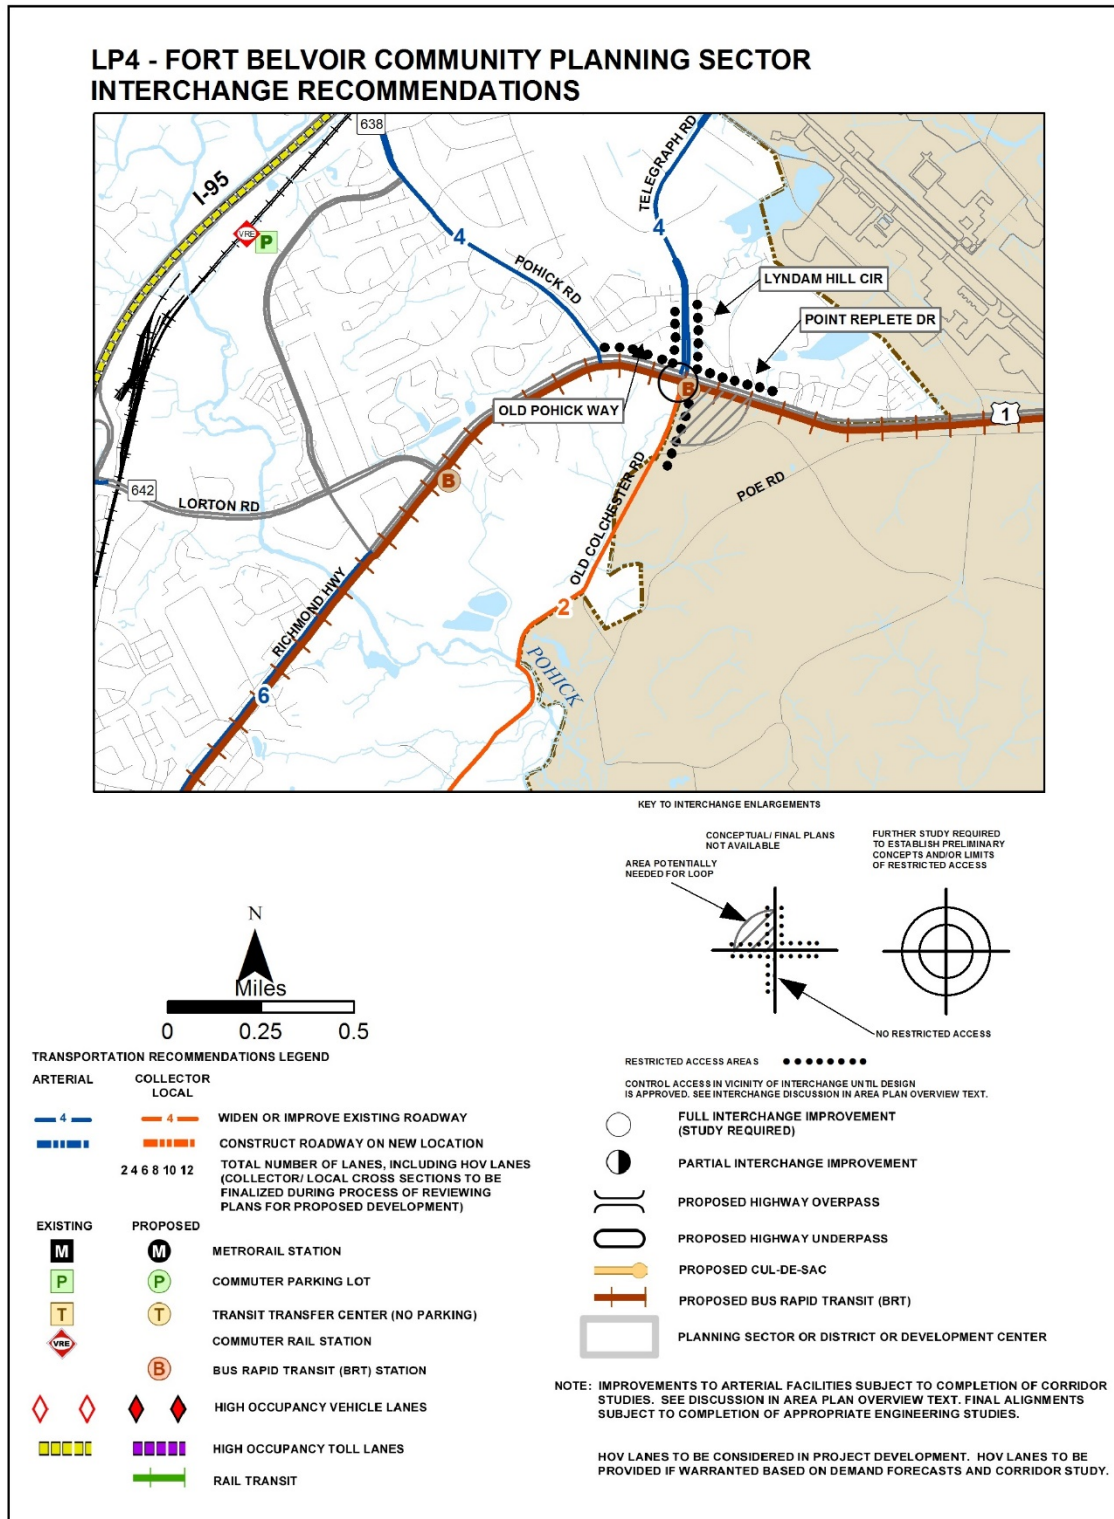 LP4 - FORT BELVOIR COMMUNITY PLANNING SECTOR
INTERCHANGE RECOMMENDATIONS
638
I-95
TELEGRAPH RD
VRE
P
4
4
POHICK RD
LYNDAM HILL CIR
POINT REPLETE DR
OLD POHICK WAY
B
1
B
642
LORTON RD
POE RD
OLD COLCHESTER RD
RICHMOND HWY
2
POHICK
6
KEY TO INTERCHANGE ENLARGEMENTS
CONCEPTUAL/ FINAL PLANS
NOT AVAILABLE
FURTHER STUDY REQUIRED
TO ESTABLISH PRELIMINARY
CONCEPTS AND/OR LIMITS
OF RESTRICTED ACCESS
AREA POTENTIALLY
NEEDED FOR LOOP
NO RESTRICTED ACCESS
N
Miles
0 0.25 0.5
RESTRICTED ACCESS AREAS
CONTROL ACCESS IN VICINITY OF INTERCHANGE UNTIL DESIGN
IS APPROVED. SEE INTERCHANGE DISCUSSION IN AREA PLAN OVERVIEW TEXT.
TRANSPORTATION RECOMMENDATIONS LEGEND
ARTERIAL
COLLECTOR
LOCAL
4 4 WIDEN OR IMPROVE EXISTING ROADWAY
CONSTRUCT ROADWAY ON NEW LOCATION
2 4 6 8 10 12 TOTAL NUMBER OF LANES, INCLUDING HOV LANES
(COLLECTOR/ LOCAL CROSS SECTIONS TO BE
FINALIZED DURING PROCESS OF REVIEWING
PLANS FOR PROPOSED DEVELOPMENT)
EXISTING PROPOSED
M M METRORAIL STATION
P P COMMUTER PARKING LOT
T T TRANSIT TRANSFER CENTER (NO PARKING)
VRE COMMUTER RAIL STATION
B BUS RAPID TRANSIT (BRT) STATION
HIGH OCCUPANCY VEHICLE LANES
HIGH OCCUPANCY TOLL LANES
RAIL TRANSIT
FULL INTERCHANGE IMPROVEMENT
(STUDY REQUIRED)
PARTIAL INTERCHANGE IMPROVEMENT
PROPOSED HIGHWAY OVERPASS
PROPOSED HIGHWAY UNDERPASS
PROPOSED CUL-DE-SAC
PROPOSED BUS RAPID TRANSIT (BRT)
PLANNING SECTOR OR DISTRICT OR DEVELOPMENT CENTER
NOTE: IMPROVEMENTS TO ARTERIAL FACILITIES SUBJECT TO COMPLETION OF CORRIDOR
STUDIES. SEE DISCUSSION IN AREA PLAN OVERVIEW TEXT. FINAL ALIGNMENTS
SUBJECT TO COMPLETION OF APPROPRIATE ENGINEERING STUDIES.
HOV LANES TO BE CONSIDERED IN PROJECT DEVELOPMENT. HOV LANES TO BE
PROVIDED IF WARRANTED BASED ON DEMAND FORECASTS AND CORRIDOR STUDY.